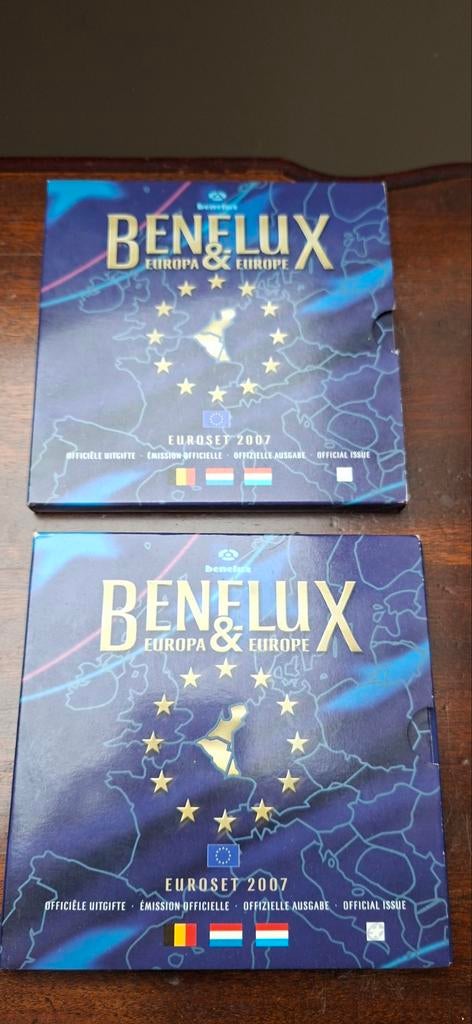 benelux
BENELUX
EUROPA & EUROPE
EUROSET 2007
OFFICIËLE UITGIFTE · ÉMISSION OFFICIELLE · OFFIZIELLE AUSGABE · OFFICIAL ISSUE
benelux
BENELUX
EUROPA & EUROPE
EUROSET 2007
OFFICIËLE UITGIFTE · ÉMISSION OFFICIELLE · OFFIZIELLE AUSGABE · OFFICIAL ISSUE